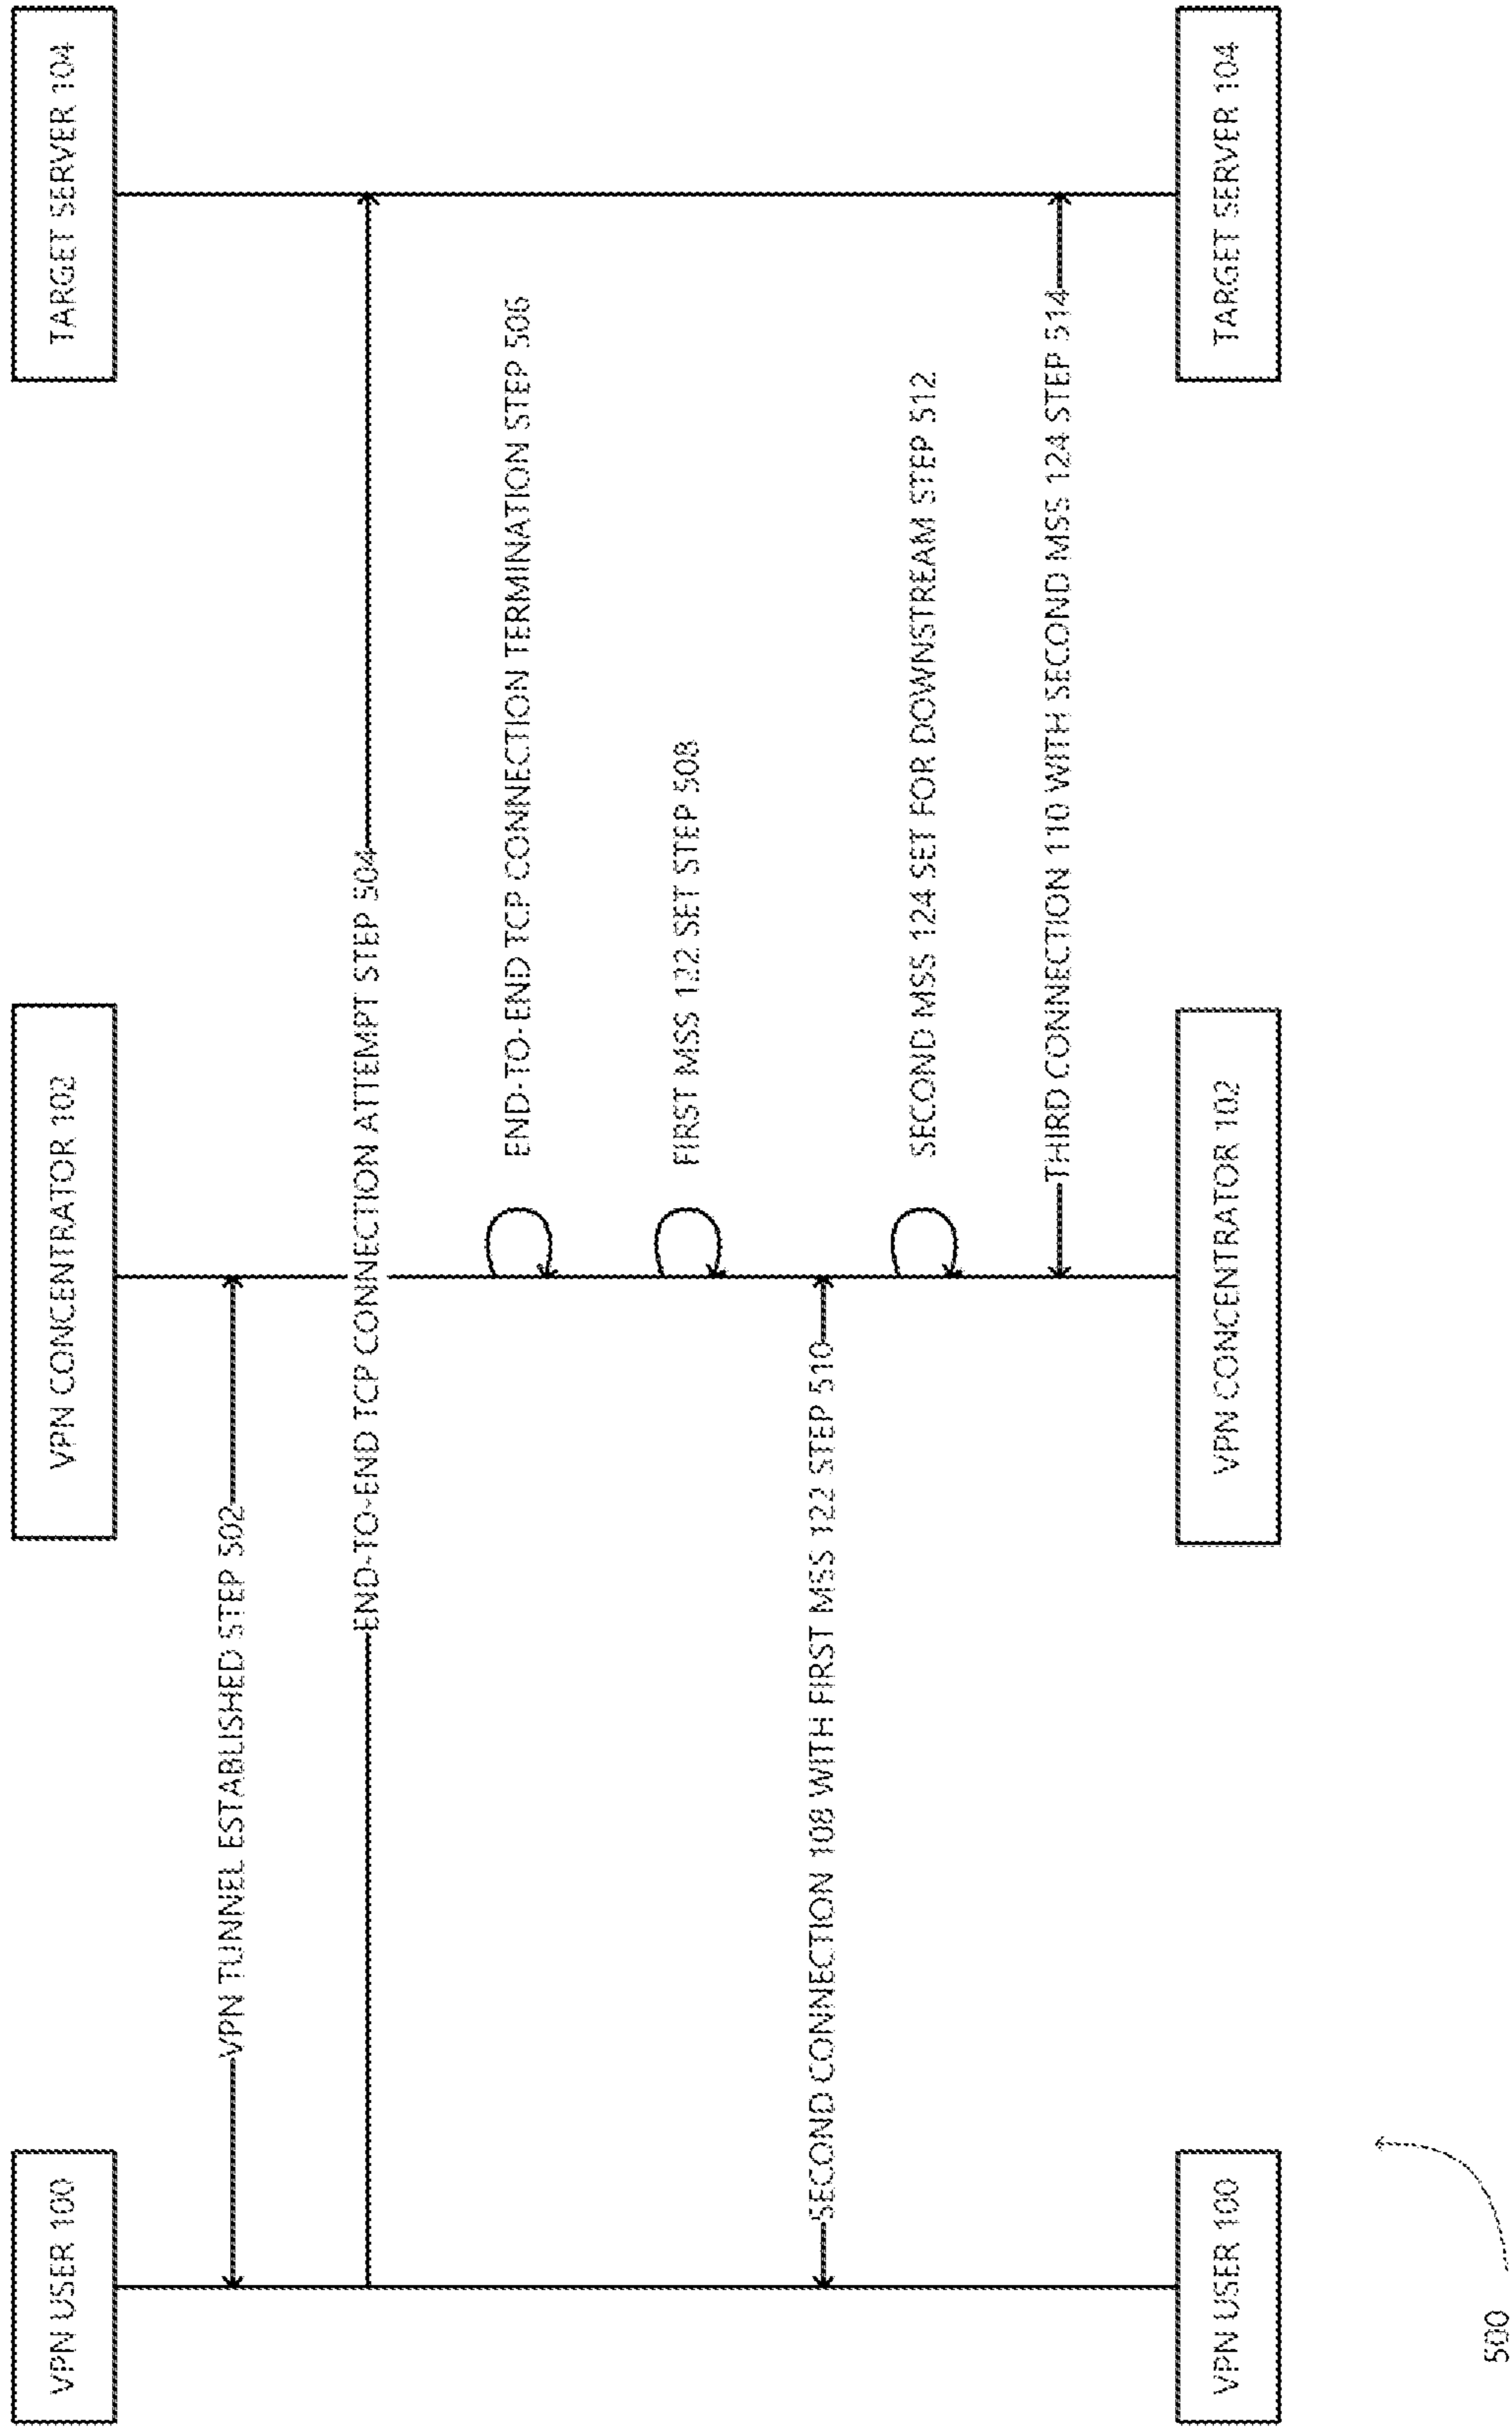 VPN USER 100
VPN CONCENTRATOR 102
TARGET SERVER 104
VPN TUNNEL ESTABLISHED STEP 502
END-TO-END TCP CONNECTION ATTEMPT STEP 504
END-TO-END TCP CONNECTION TERMINATION STEP 506
FIRST MSS 122 SET STEP 508
SECOND CONNECTION 108 WITH FIRST MSS 122 STEP 510
SECOND MSS 124 SET FOR DOWNSTREAM STEP 512
THIRD CONNECTION 110 WITH SECOND MSS 124 STEP 514
VPN USER 100
VPN CONCENTRATOR 102
TARGET SERVER 104
500